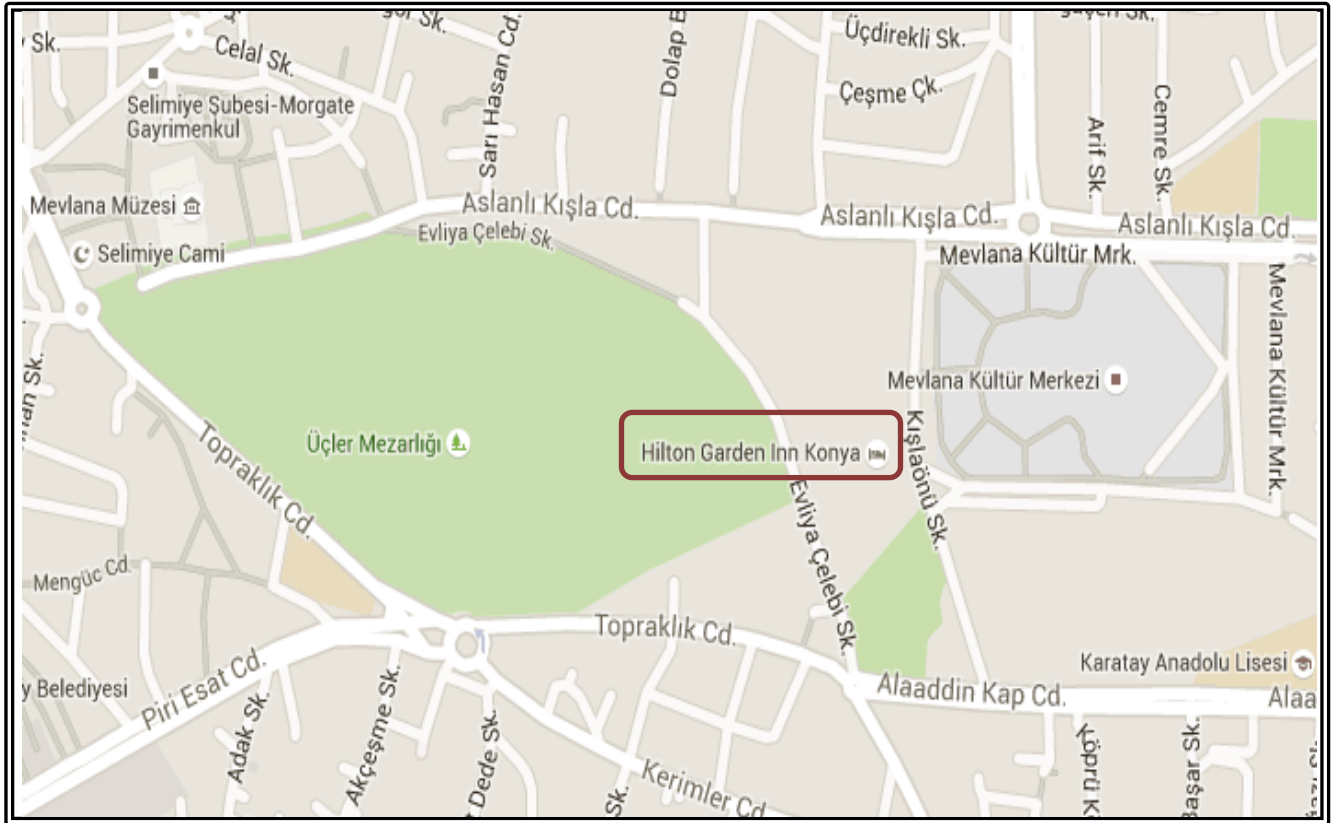 Sk.
Celal Sk.
Sk.
Sarı Hasan Cd.
Dolap B
Üçdirekli Sk.
Çeşme Çk.
Arif Sk.
Cemre Sk.
Selimiye Şubesi-Morgate
Gayrimenkul
Mevlana Müzesi
Selimiye Cami
Aslanlı Kışla Cd.
Evliya Çelebi Sk.
Aslanlı Kışla Cd.
Aslanlı Kışla Cd.
Mevlana Kültür Mrk.
Mevlana Kültür Mrk.
Mevlana Kültür Merkezi
Kışlaönü Sk.
Üçler Mezarlığı
Hilton Garden Inn Konya
Evliya Çelebi Sk.
Topraklık Cd.
Mengüc Cd.
Topraklık Cd.
Karatay Anadolu Lisesi
Alaaddin Kap Cd.
Alaa
y Belediyesi
Piri Esat Cd.
Adak Sk.
Akçeşme Sk.
t Dede Sk.
Sk.
Kerimler Cd
Köprü K
Başar Sk.